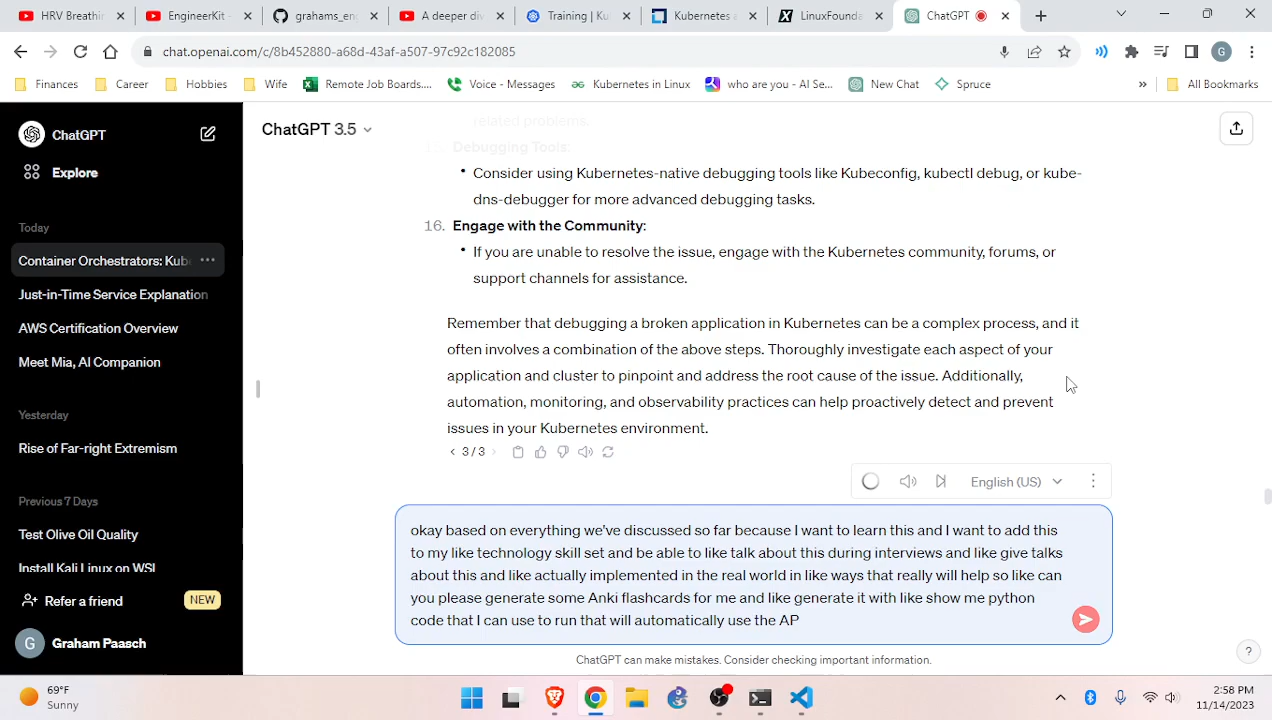 HRV Breathi
EngineerKit -
grahams_en
A deeper div
Training | Ku
Kubernetes a
LinuxFounda
ChatGPT
chat.openai.com/c/8b452880-a68d-43af-a507-97c92c182085
G
Finances
Career
Hobbies
Wife
Remote Job Boards....
Voice - Messages
Kubernetes in Linux
who are you - AI Se...
New Chat
Spruce
»
All Bookmarks
ChatGPT
Explore
Today
Container Orchestrators: Kub
Just-in-Time Service Explanation
AWS Certification Overview
Meet Mia, AI Companion
Yesterday
Rise of Far-right Extremism
Previous 7 Days
Test Olive Oil Quality
Install Kali Linux on WSL
Refer a friend NEW
Graham Paasch
ChatGPT 3.5
related problems.
15. Debugging Tools:
• Consider using Kubernetes-native debugging tools like Kubeconfig, kubectl debug, or kube-
dns-debugger for more advanced debugging tasks.
16. Engage with the Community:
• If you are unable to resolve the issue, engage with the Kubernetes community, forums, or
support channels for assistance.
Remember that debugging a broken application in Kubernetes can be a complex process, and it
often involves a combination of the above steps. Thoroughly investigate each aspect of your
application and cluster to pinpoint and address the root cause of the issue. Additionally,
automation, monitoring, and observability practices can help proactively detect and prevent
issues in your Kubernetes environment.
< 3 / 3 >
English (US)
okay based on everything we've discussed so far because I want to learn this and I want to add this
to my like technology skill set and be able to like talk about this during interviews and like give talks
about this and like actually implemented in the real world in like ways that really will help so like can
you please generate some Anki flashcards for me and like generate it with like show me python
code that I can use to run that will automatically use the AP
ChatGPT can make mistakes. Consider checking important information.
?
69°F
Sunny
2:58 PM
11/14/2023